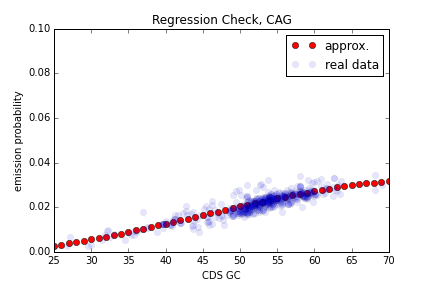 Regression Check, CAG
0.10
approx.
real data
0.08
0.06
emission probability
0.04
0.02
0.00
25 30 35 40 45 50 55 60 65 70
CDS GC